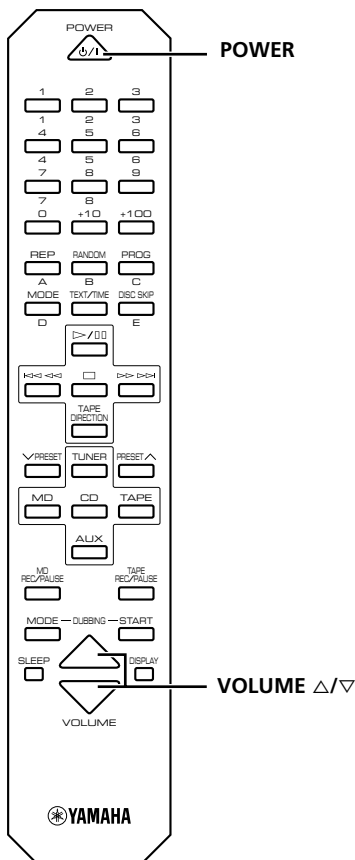 POWER
⏻/I
POWER
1 2 3
1 2 3
4 5 6
4 5 6
7 8 9
7 8
0 +10 +100
REP RANDOM PROG
A B C
MODE TEXT/TIME DISC SKIP
D E
TAPE
DIRECTION
PRESET TUNER PRESET
MD CD TAPE
AUX
MD
REC/PAUSE
TAPE
REC/PAUSE
MODE – DUBBING – START
SLEEP DISPLAY
VOLUME △/▽
VOLUME
YAMAHA